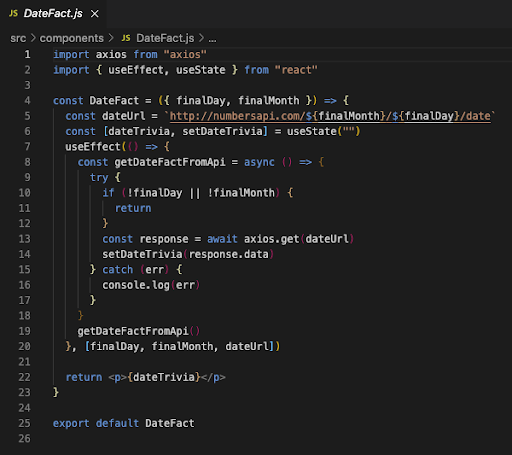 JS DateFact.js ×
src > components > JS DateFact.js > ...
1 import axios from "axios"
2 import { useEffect, useState } from "react"
3
4 const DateFact = ({ finalDay, finalMonth }) => {
5 const dateUrl = `http://numbersapi.com/${finalMonth}/${finalDay}/date`
6 const [dateTrivia, setDateTrivia] = useState("")
7 useEffect(() => {
8 const getDateFactFromApi = async () => {
9 try {
10 if (!finalDay || !finalMonth) {
11 return
12 }
13 const response = await axios.get(dateUrl)
14 setDateTrivia(response.data)
15 } catch (err) {
16 console.log(err)
17 }
18 }
19 getDateFactFromApi()
20 }, [finalDay, finalMonth, dateUrl])
21
22 return <p>{dateTrivia}</p>
23 }
24
25 export default DateFact
26